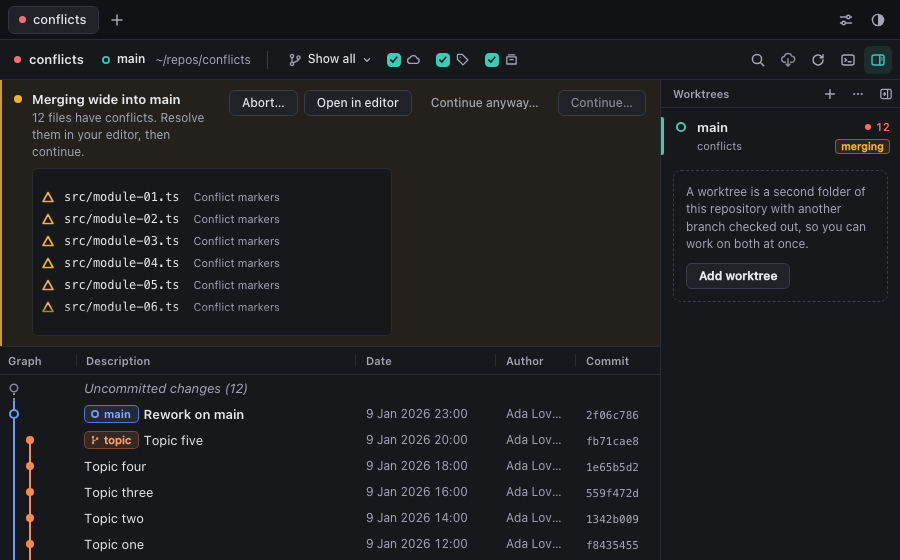 conflicts
conflicts main ~/repos/conflicts Show all
Merging wide into main
12 files have conflicts. Resolve
them in your editor, then
continue.
Abort... Open in editor Continue anyway... Continue...
src/module-01.ts Conflict markers
src/module-02.ts Conflict markers
src/module-03.ts Conflict markers
src/module-04.ts Conflict markers
src/module-05.ts Conflict markers
src/module-06.ts Conflict markers
Graph Description Date Author Commit
Uncommitted changes (12)
main Rework on main 9 Jan 2026 23:00 Ada Lov... 2f06c786
topic Topic five 9 Jan 2026 20:00 Ada Lov... fb71cae8
Topic four 9 Jan 2026 18:00 Ada Lov... 1e65b5d2
Topic three 9 Jan 2026 16:00 Ada Lov... 559f472d
Topic two 9 Jan 2026 14:00 Ada Lov... 1342b009
Topic one 9 Jan 2026 12:00 Ada Lov... f8435455
Worktrees
main 12
conflicts merging
A worktree is a second folder of
this repository with another
branch checked out, so you can
work on both at once.
Add worktree